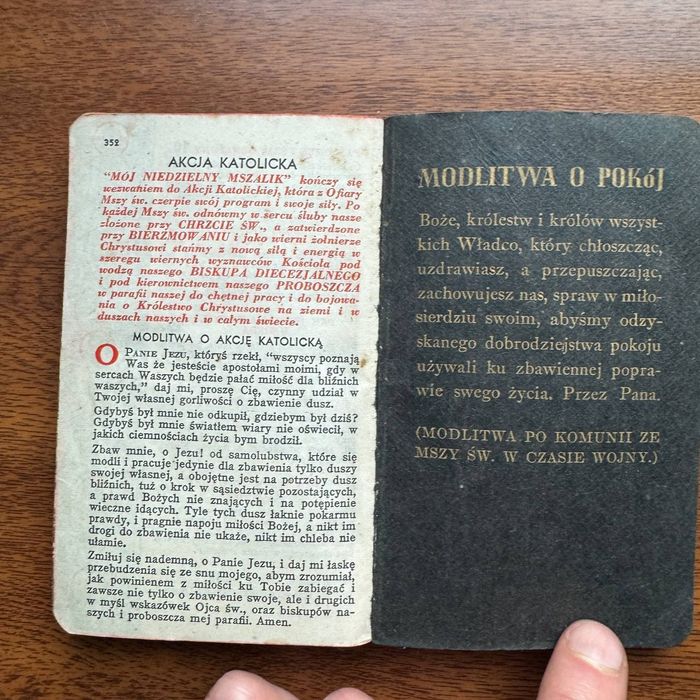 352
AKCJA KATOLICKA
"MÓJ NIEDZIELNY MSZALIK" kończy się
wezwaniem do Akcji Katolickiej, która z Ofiary
Mszy św. czerpie swój program i swoje siły. Po
każdej Mszy św. odnówmy w sercu śluby nasze
złożone przy CHRZCIE ŚW., a zatwierdzone
przy BIERZMOWANIU i jako wierni żołnierze
Chrystusowi stańmy z nową siłą i energią w
szeregu wiernych wyznawców Kościoła pod
wodzą naszego BISKUPA DIECEZJALNEGO
i pod kierownictwem naszego PROBOSZCZA
w parafii naszej do chętnej pracy i do bojowa-
nia o Królestwo Chrystusowe na ziemi i w
duszach naszych i w całym świecie.
MODLITWA O AKCJĘ KATOLICKĄ
O PANIE JEZU, któryś rzekł, "wszyscy poznają
Was że jesteście apostołami moimi, gdy w
sercach Waszych będzie pałać miłość dla bliźnich
waszych," daj mi, proszę Cię, czynny udział w
Twojej własnej gorliwości o zbawienie dusz.
Gdybyś był mnie nie odkupił, gdziebym był dziś?
Gdybyś był światłem wiary nie oświecił, w
jakich ciemnościach życia bym brodził.
Zbaw mnie, o Jezu! od samolubstwa, które się
modli i pracuje jedynie dla zbawienia tylko duszy
swojej własnej, a obojętne jest na potrzeby dusz
bliźnich, tuż o krok w sąsiedztwie pozostających,
a prawd Bożych nie znających i na potępienie
wieczne idących. Tyle tych dusz łaknie pokarmu
prawdy, i pragnie napoju miłości Bożej, a nikt im
drogi do zbawienia nie ukaże, nikt im chleba nie
ułamie.
Zmiłuj się nademną, o Panie Jezu, i daj mi łaskę
przebudzenia się ze snu mojego, abym zrozumiał,
jak powinienem z miłości ku Tobie zabiegać i
zawsze nie tylko o zbawienie swoje, ale i drugich
w myśl wskazówek Ojca św., oraz biskupów na-
szych i proboszcza mej parafii. Amen.
MODLITWA O POKÓJ
Boże, królestw i królów wszyst-
kich Władco, który chłoszcząc,
uzdrawiasz, a przepuszczając,
zachowujesz nas, spraw w miło-
sierdziu swoim, abyśmy odzy-
skanego dobrodziejstwa pokoju
używali ku zbawiennej popra-
wie swego życia. Przez Pana.
(MODLITWA PO KOMUNII ZE
MSZY ŚW. W CZASIE WOJNY.)